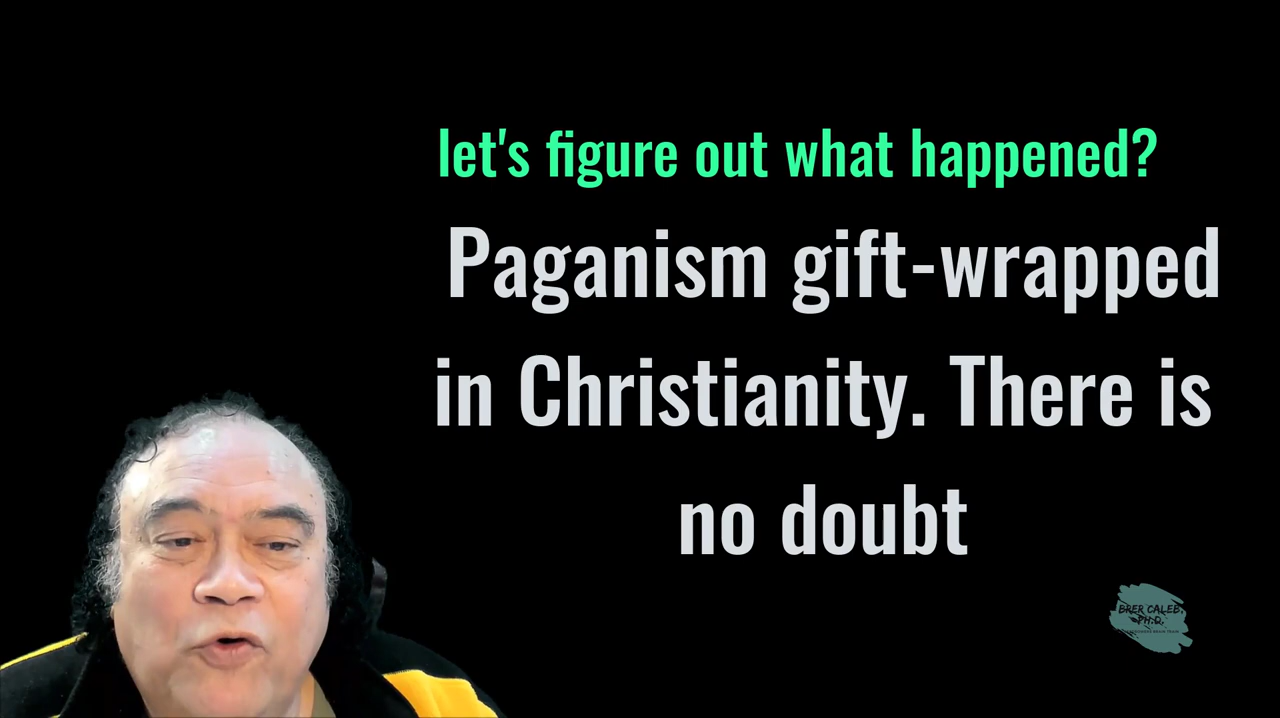 let's figure out what happened?
Paganism gift-wrapped
in Christianity. There is
no doubt
BRER CALEB,
PH.D.